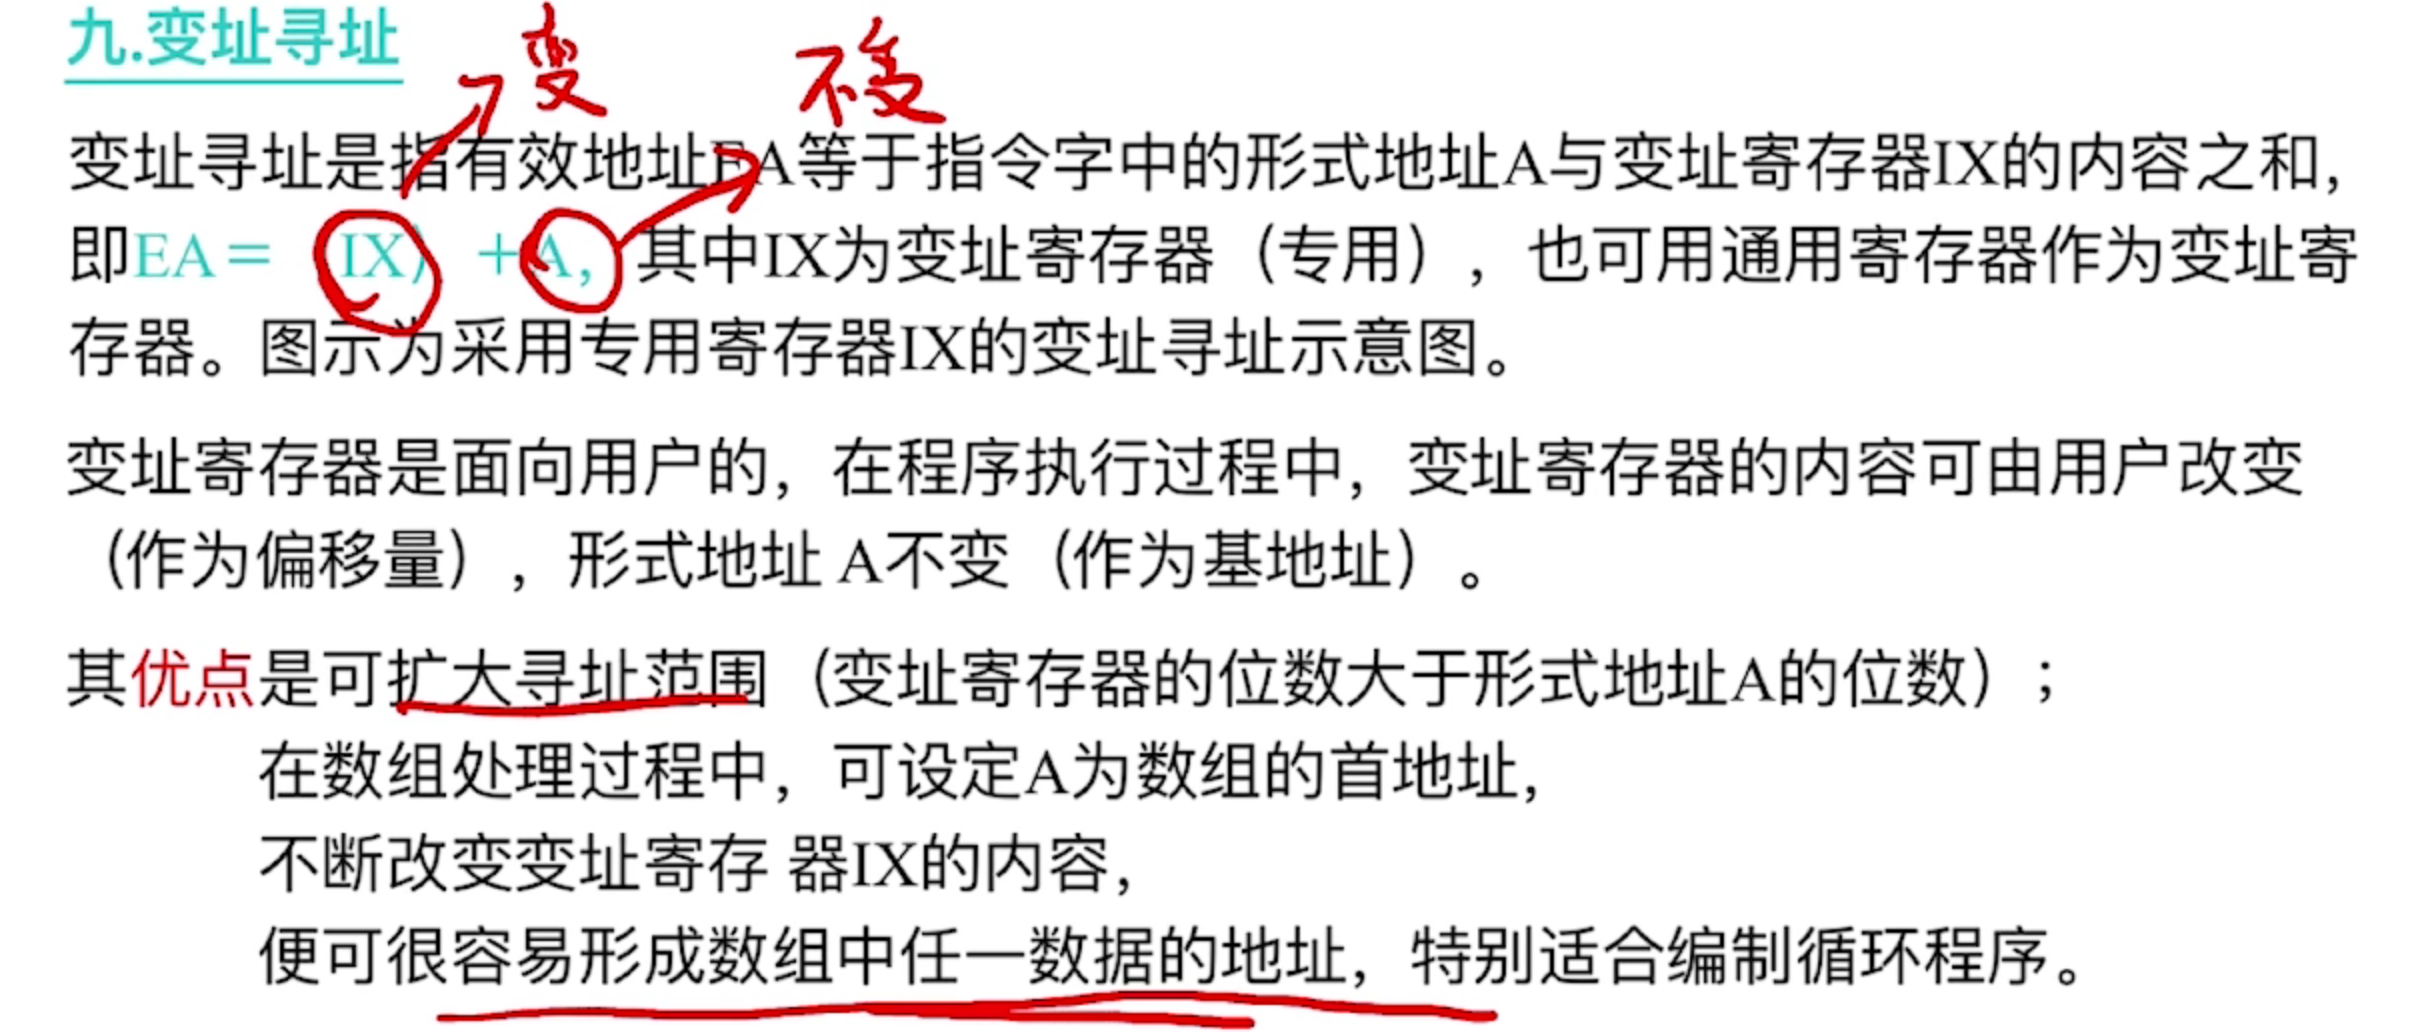 九.变址寻址
变 不变
变址寻址是指有效地址EA等于指令字中的形式地址A与变址寄存器IX的内容之和，
即EA＝ IX）+A，其中IX为变址寄存器（专用），也可用通用寄存器作为变址寄
存器。图示为采用专用寄存器IX的变址寻址示意图。
变址寄存器是面向用户的，在程序执行过程中，变址寄存器的内容可由用户改变
（作为偏移量），形式地址 A不变（作为基地址）。
其优点是可扩大寻址范围（变址寄存器的位数大于形式地址A的位数）；
在数组处理过程中，可设定A为数组的首地址，
不断改变变址寄存 器IX的内容，
便可很容易形成数组中任一数据的地址，特别适合编制循环程序。